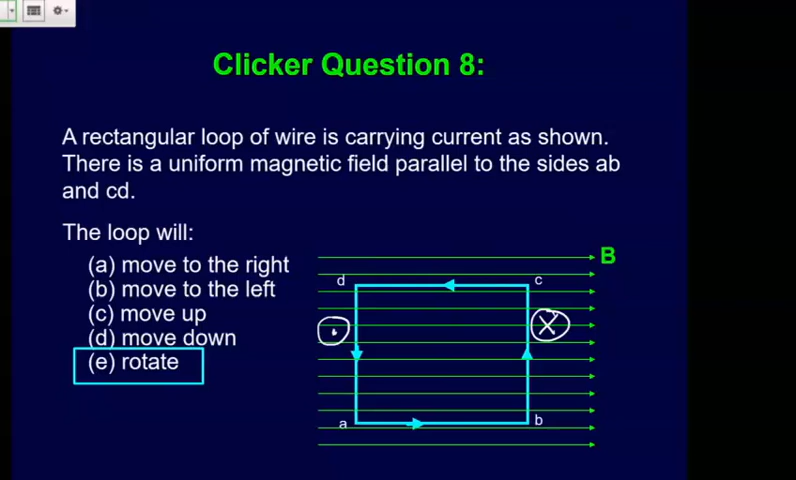 Clicker Question 8:
A rectangular loop of wire is carrying current as shown.
There is a uniform magnetic field parallel to the sides ab
and cd.
The loop will:
(a) move to the right
(b) move to the left
(c) move up
(d) move down
(e) rotate
B
d
c
X
a
b